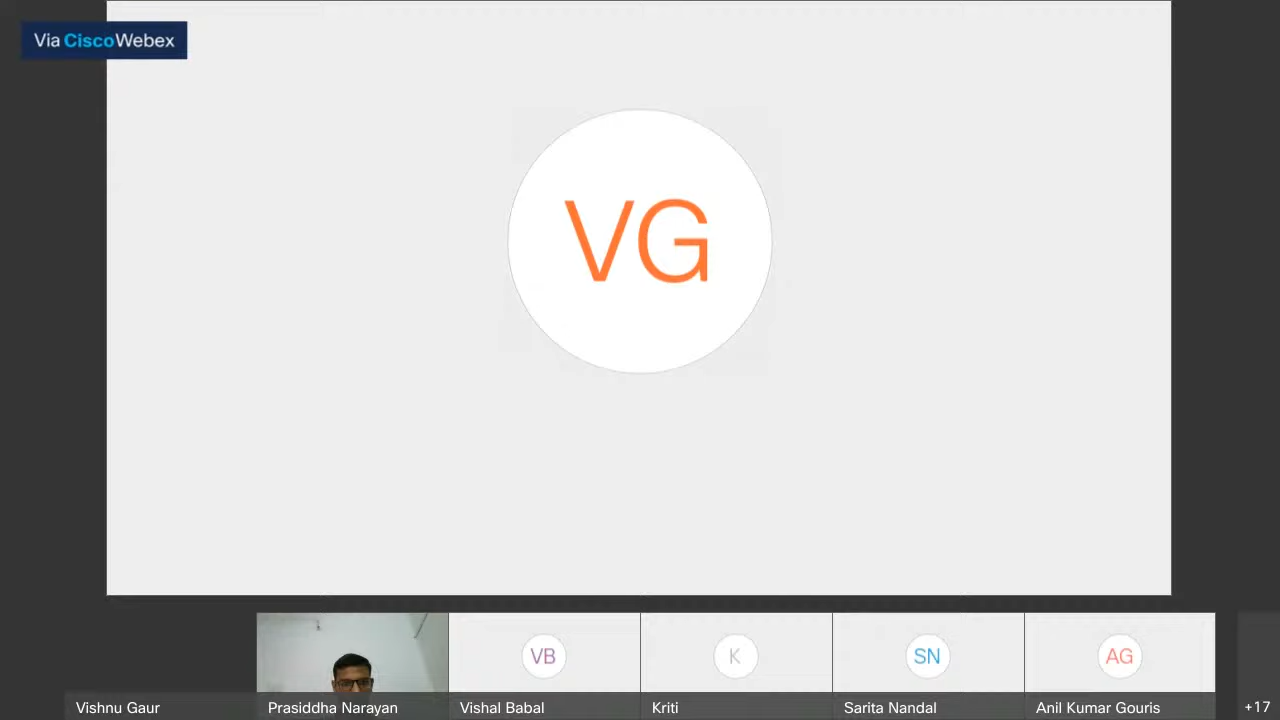 Via CiscoWebex
VG
VB
K
SN
AG
Vishnu Gaur
Prasiddha Narayan
Vishal Babal
Kriti
Sarita Nandal
Anil Kumar Gouris
+17